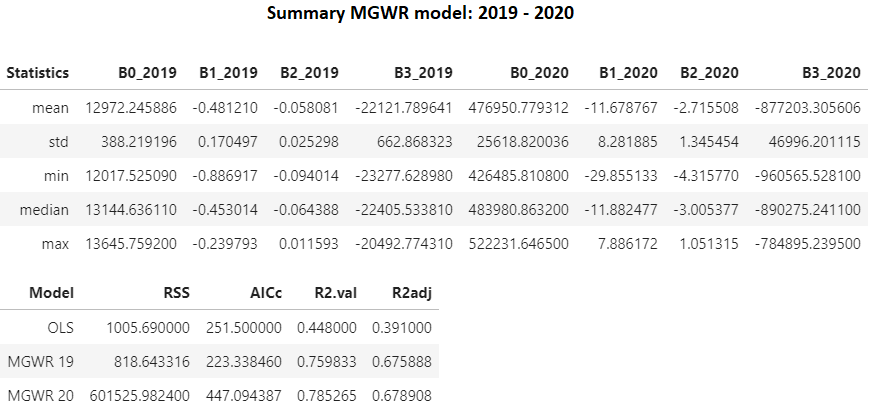 Summary MGWR model: 2019 - 2020
Statistics B0_2019 B1_2019 B2_2019 B3_2019 B0_2020 B1_2020 B2_2020 B3_2020
mean 12972.245886 -0.481210 -0.058081 -22121.789641 476950.779312 -11.678767 -2.715508 -877203.305606
std 388.219196 0.170497 0.025298 662.868323 25618.820036 8.281885 1.345454 46996.201115
min 12017.525090 -0.886917 -0.094014 -23277.628980 426485.810800 -29.855133 -4.315770 -960565.528100
median 13144.636110 -0.453014 -0.064388 -22405.533810 483980.863200 -11.882477 -3.005377 -890275.241100
max 13645.759200 -0.239793 0.011593 -20492.774310 522231.646500 7.886172 1.051315 -784895.239500
Model RSS AICc R2.val R2adj
OLS 1005.690000 251.500000 0.448000 0.391000
MGWR 19 818.643316 223.338460 0.759833 0.675888
MGWR 20 601525.982400 447.094387 0.785265 0.678908